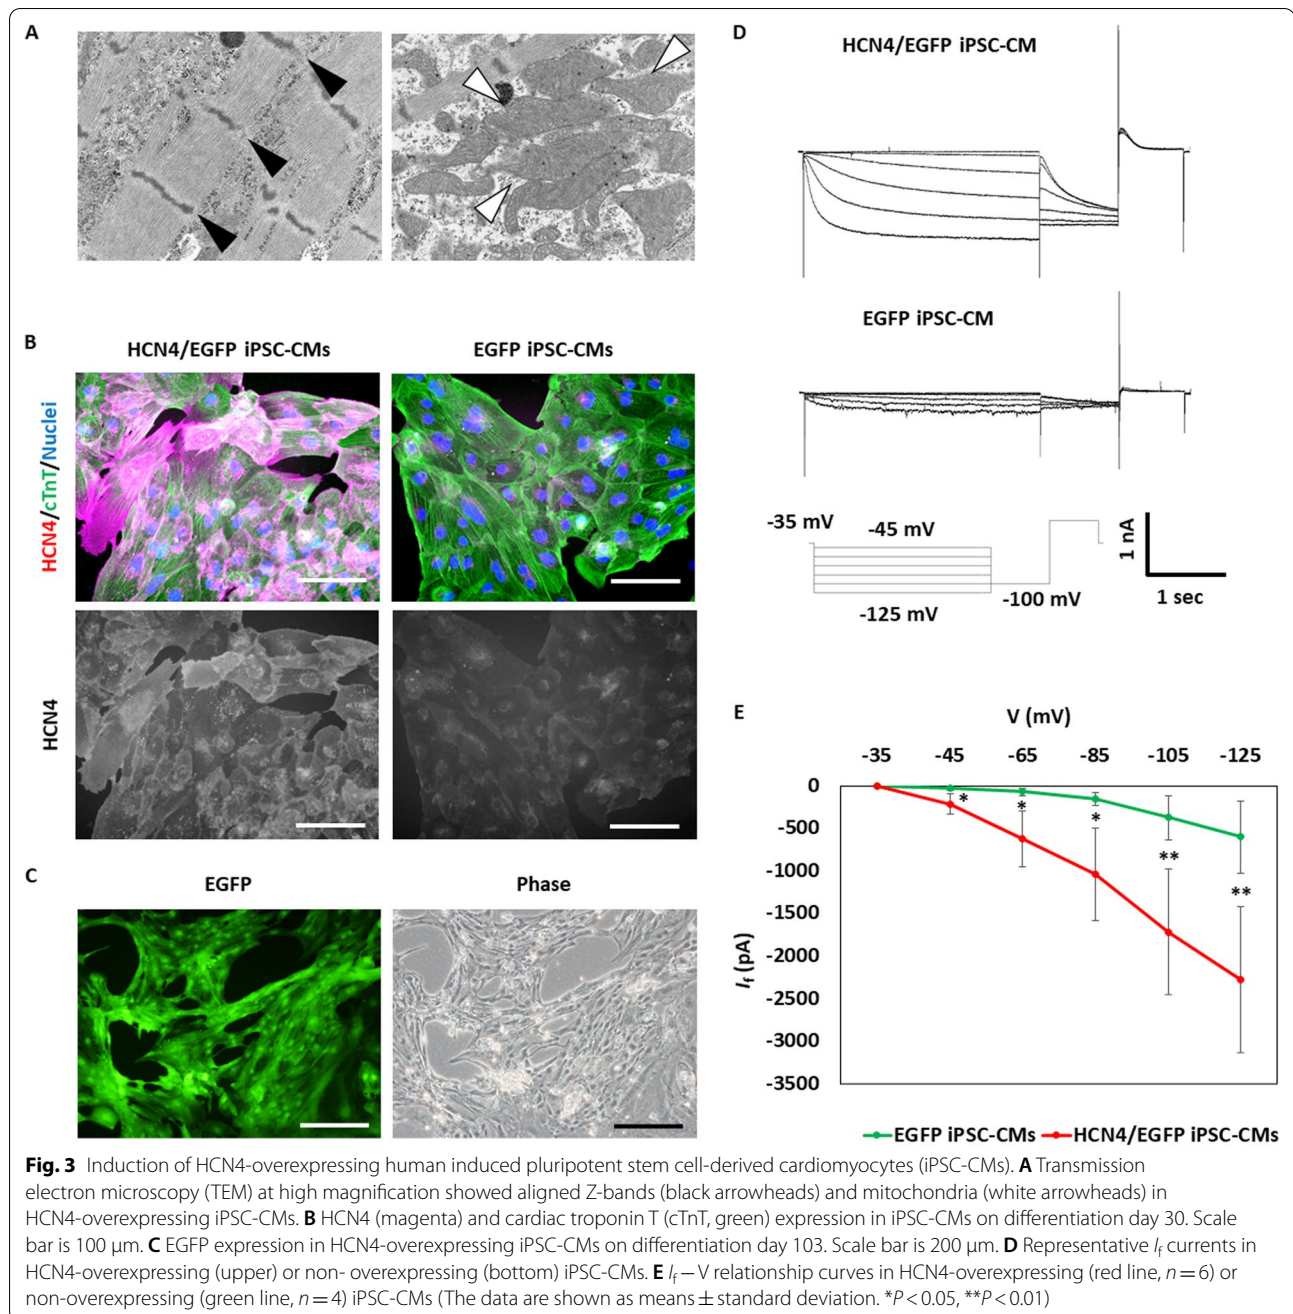 A
B
HCN4/EGFP iPSC-CMs
EGFP iPSC-CMs
HCN4/cTnT/Nuclei
HCN4
C
EGFP
Phase
D
HCN4/EGFP iPSC-CM
EGFP iPSC-CM
-35 mV
-45 mV
-125 mV
-100 mV
1 nA
1 sec
E
V (mV)
-35 -45 -65 -85 -105 -125
0
-500
-1000
-1500
-2000
-2500
-3000
-3500
If (pA)
* * * ** **
EGFP iPSC-CMs HCN4/EGFP iPSC-CMs
Fig. 3 Induction of HCN4-overexpressing human induced pluripotent stem cell-derived cardiomyocytes (iPSC-CMs). A Transmission
electron microscopy (TEM) at high magnification showed aligned Z-bands (black arrowheads) and mitochondria (white arrowheads) in
HCN4-overexpressing iPSC-CMs. B HCN4 (magenta) and cardiac troponin T (cTnT, green) expression in iPSC-CMs on differentiation day 30. Scale
bar is 100 μm. C EGFP expression in HCN4-overexpressing iPSC-CMs on differentiation day 103. Scale bar is 200 μm. D Representative If currents in
HCN4-overexpressing (upper) or non- overexpressing (bottom) iPSC-CMs. E If – V relationship curves in HCN4-overexpressing (red line, n = 6) or
non-overexpressing (green line, n = 4) iPSC-CMs (The data are shown as means ± standard deviation. *P < 0.05, **P < 0.01)